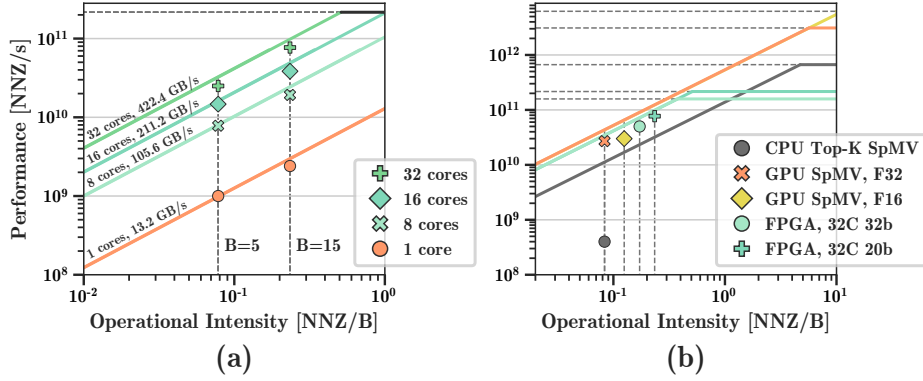 Performance [NNZ/s]
10^11
10^10
10^9
10^8
32 cores, 422.4 GB/s
16 cores, 211.2 GB/s
8 cores, 105.6 GB/s
1 cores, 13.2 GB/s
B=5
B=15
32 cores
16 cores
8 cores
1 core
10^-2
10^-1
10^0
Operational Intensity [NNZ/B]
(a)
10^12
10^11
10^10
10^9
10^8
CPU Top-K SpMV
GPU SpMV, F32
GPU SpMV, F16
FPGA, 32C 32b
FPGA, 32C 20b
10^-1
10^0
10^1
Operational Intensity [NNZ/B]
(b)